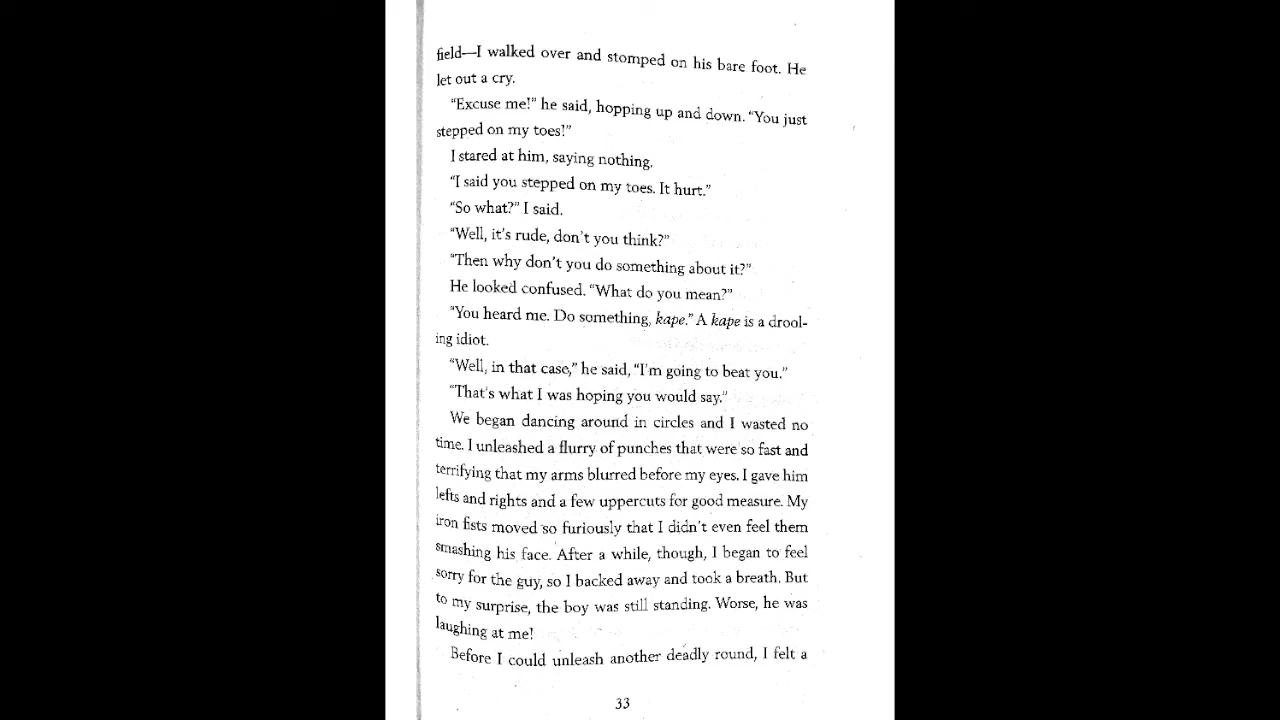 field—I walked over and stomped on his bare foot. He
let out a cry.
“Excuse me!” he said, hopping up and down. “You just
stepped on my toes!”
I stared at him, saying nothing.
“I said you stepped on my toes. It hurt.”
“So what?” I said.
“Well, it’s rude, don’t you think?”
“Then why don’t you do something about it?”
He looked confused. “What do you mean?”
“You heard me. Do something, kape.” A kape is a drool-
ing idiot.
“Well, in that case,” he said, “I’m going to beat you.”
“That’s what I was hoping you would say.”
We began dancing around in circles and I wasted no
time. I unleashed a flurry of punches that were so fast and
terrifying that my arms blurred before my eyes. I gave him
lefts and rights and a few uppercuts for good measure. My
iron fists moved so furiously that I didn’t even feel them
smashing his face. After a while, though, I began to feel
sorry for the guy, so I backed away and took a breath. But
to my surprise, the boy was still standing. Worse, he was
laughing at me!
Before I could unleash another deadly round, I felt a
33